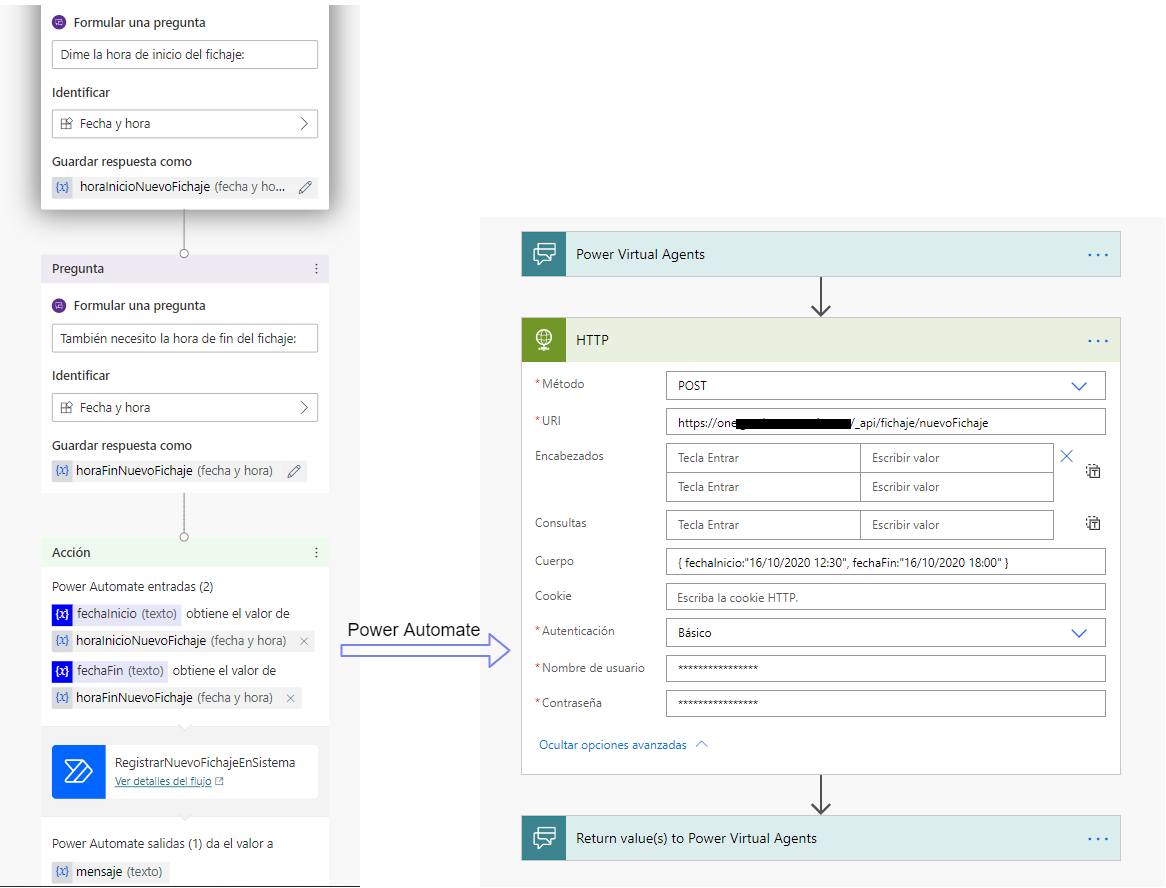 Formular una pregunta
Dime la hora de inicio del fichaje:
Identificar
Fecha y hora
Guardar respuesta como
{x} horaInicioNuevoFichaje (fecha y ho...
Pregunta
Formular una pregunta
También necesito la hora de fin del fichaje:
Identificar
Fecha y hora
Guardar respuesta como
{x} horaFinNuevoFichaje (fecha y hora)
Acción
Power Automate entradas (2)
{x} fechaInicio (texto) obtiene el valor de
{x} horaInicioNuevoFichaje (fecha y hora)
{x} fechaFin (texto) obtiene el valor de
{x} horaFinNuevoFichaje (fecha y hora)
RegistrarNuevoFichajeEnSistema
Ver detalles del flujo
Power Automate salidas (1) da el valor a
{x} mensaje (texto)
Power Automate
Power Virtual Agents
HTTP
* Método
POST
* URI
https://one /_api/fichaje/nuevoFichaje
Encabezados
Tecla Entrar Escribir valor
Tecla Entrar Escribir valor
Consultas
Tecla Entrar Escribir valor
Cuerpo
{ fechaInicio:"16/10/2020 12:30", fechaFin:"16/10/2020 18:00" }
Cookie
Escriba la cookie HTTP.
* Autenticación
Básico
* Nombre de usuario
****************
* Contraseña
****************
Ocultar opciones avanzadas
Return value(s) to Power Virtual Agents